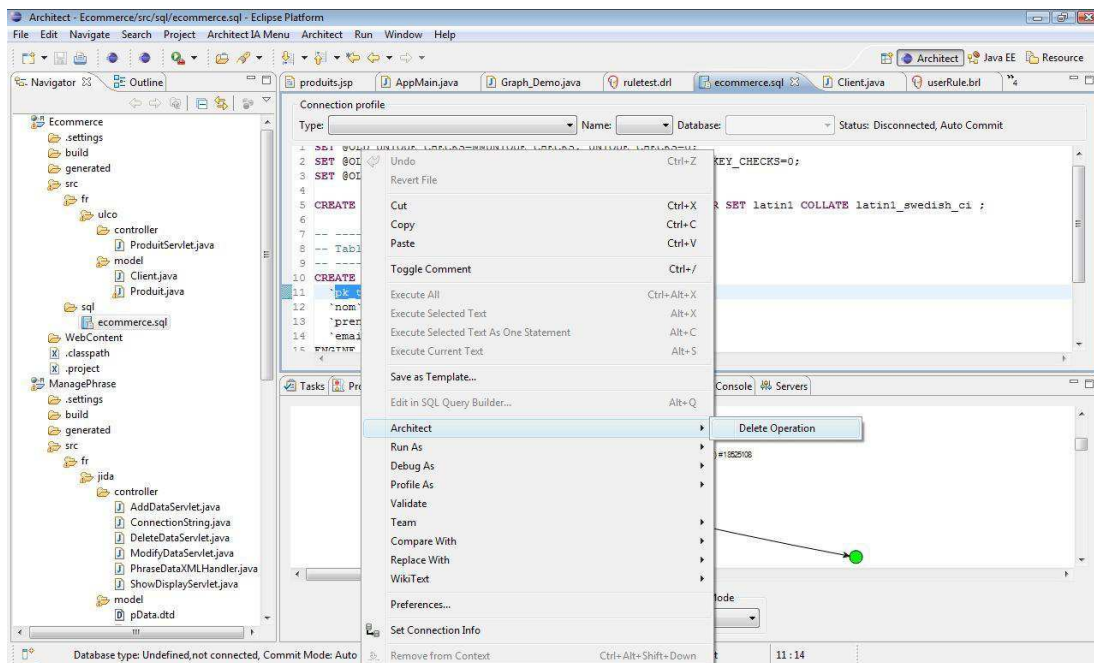 Architect - Ecommerce/src/sql/ecommerce.sql - Eclipse Platform
File Edit Navigate Search Project Architect IA Menu Architect Run Window Help
Architect Java EE Resource
Navigator Outline
Ecommerce
.settings
build
generated
src
fr
ulco
controller
ProduitServlet.java
model
Client.java
Produit.java
sql
ecommerce.sql
WebContent
.classpath
.project
ManagePhrase
.settings
build
generated
src
fr
jida
controller
AddDataServlet.java
ConnectionString.java
DeleteDataServlet.java
ModifyDataServlet.java
PhraseDataXMLHandler.java
ShowDisplayServlet.java
model
pData.dtd
produits.jsp AppMain.java Graph_Demo.java ruletest.drl ecommerce.sql Client.java userRule.brl 4
Connection profile
Type: Name: Database: Status: Disconnected, Auto Commit
1
2 SET @OL KEY_CHECKS=0;
3 SET @OL
4
5 CREATE R SET latin1 COLLATE latin1_swedish_ci ;
6
7 -- ----
8 -- Tabl
9 -- ----
10 CREATE
11 `pk t
12 `nom`
13 `pren
14 `emai
15 ENGINE
Undo Ctrl+Z
Revert File
Cut Ctrl+X
Copy Ctrl+C
Paste Ctrl+V
Toggle Comment Ctrl+/
Execute All Ctrl+Alt+X
Execute Selected Text Alt+X
Execute Selected Text As One Statement Alt+C
Execute Current Text Alt+S
Save as Template...
Edit in SQL Query Builder... Alt+Q
Architect
Run As
Debug As
Profile As
Validate
Team
Compare With
Replace With
WikiText
Preferences...
Set Connection Info
Remove from Context Ctrl+Alt+Shift+Down
Delete Operation
Tasks Pro Console Servers
) #18525108
Mode
Database type: Undefined,not connected, Commit Mode: Auto t 11 : 14